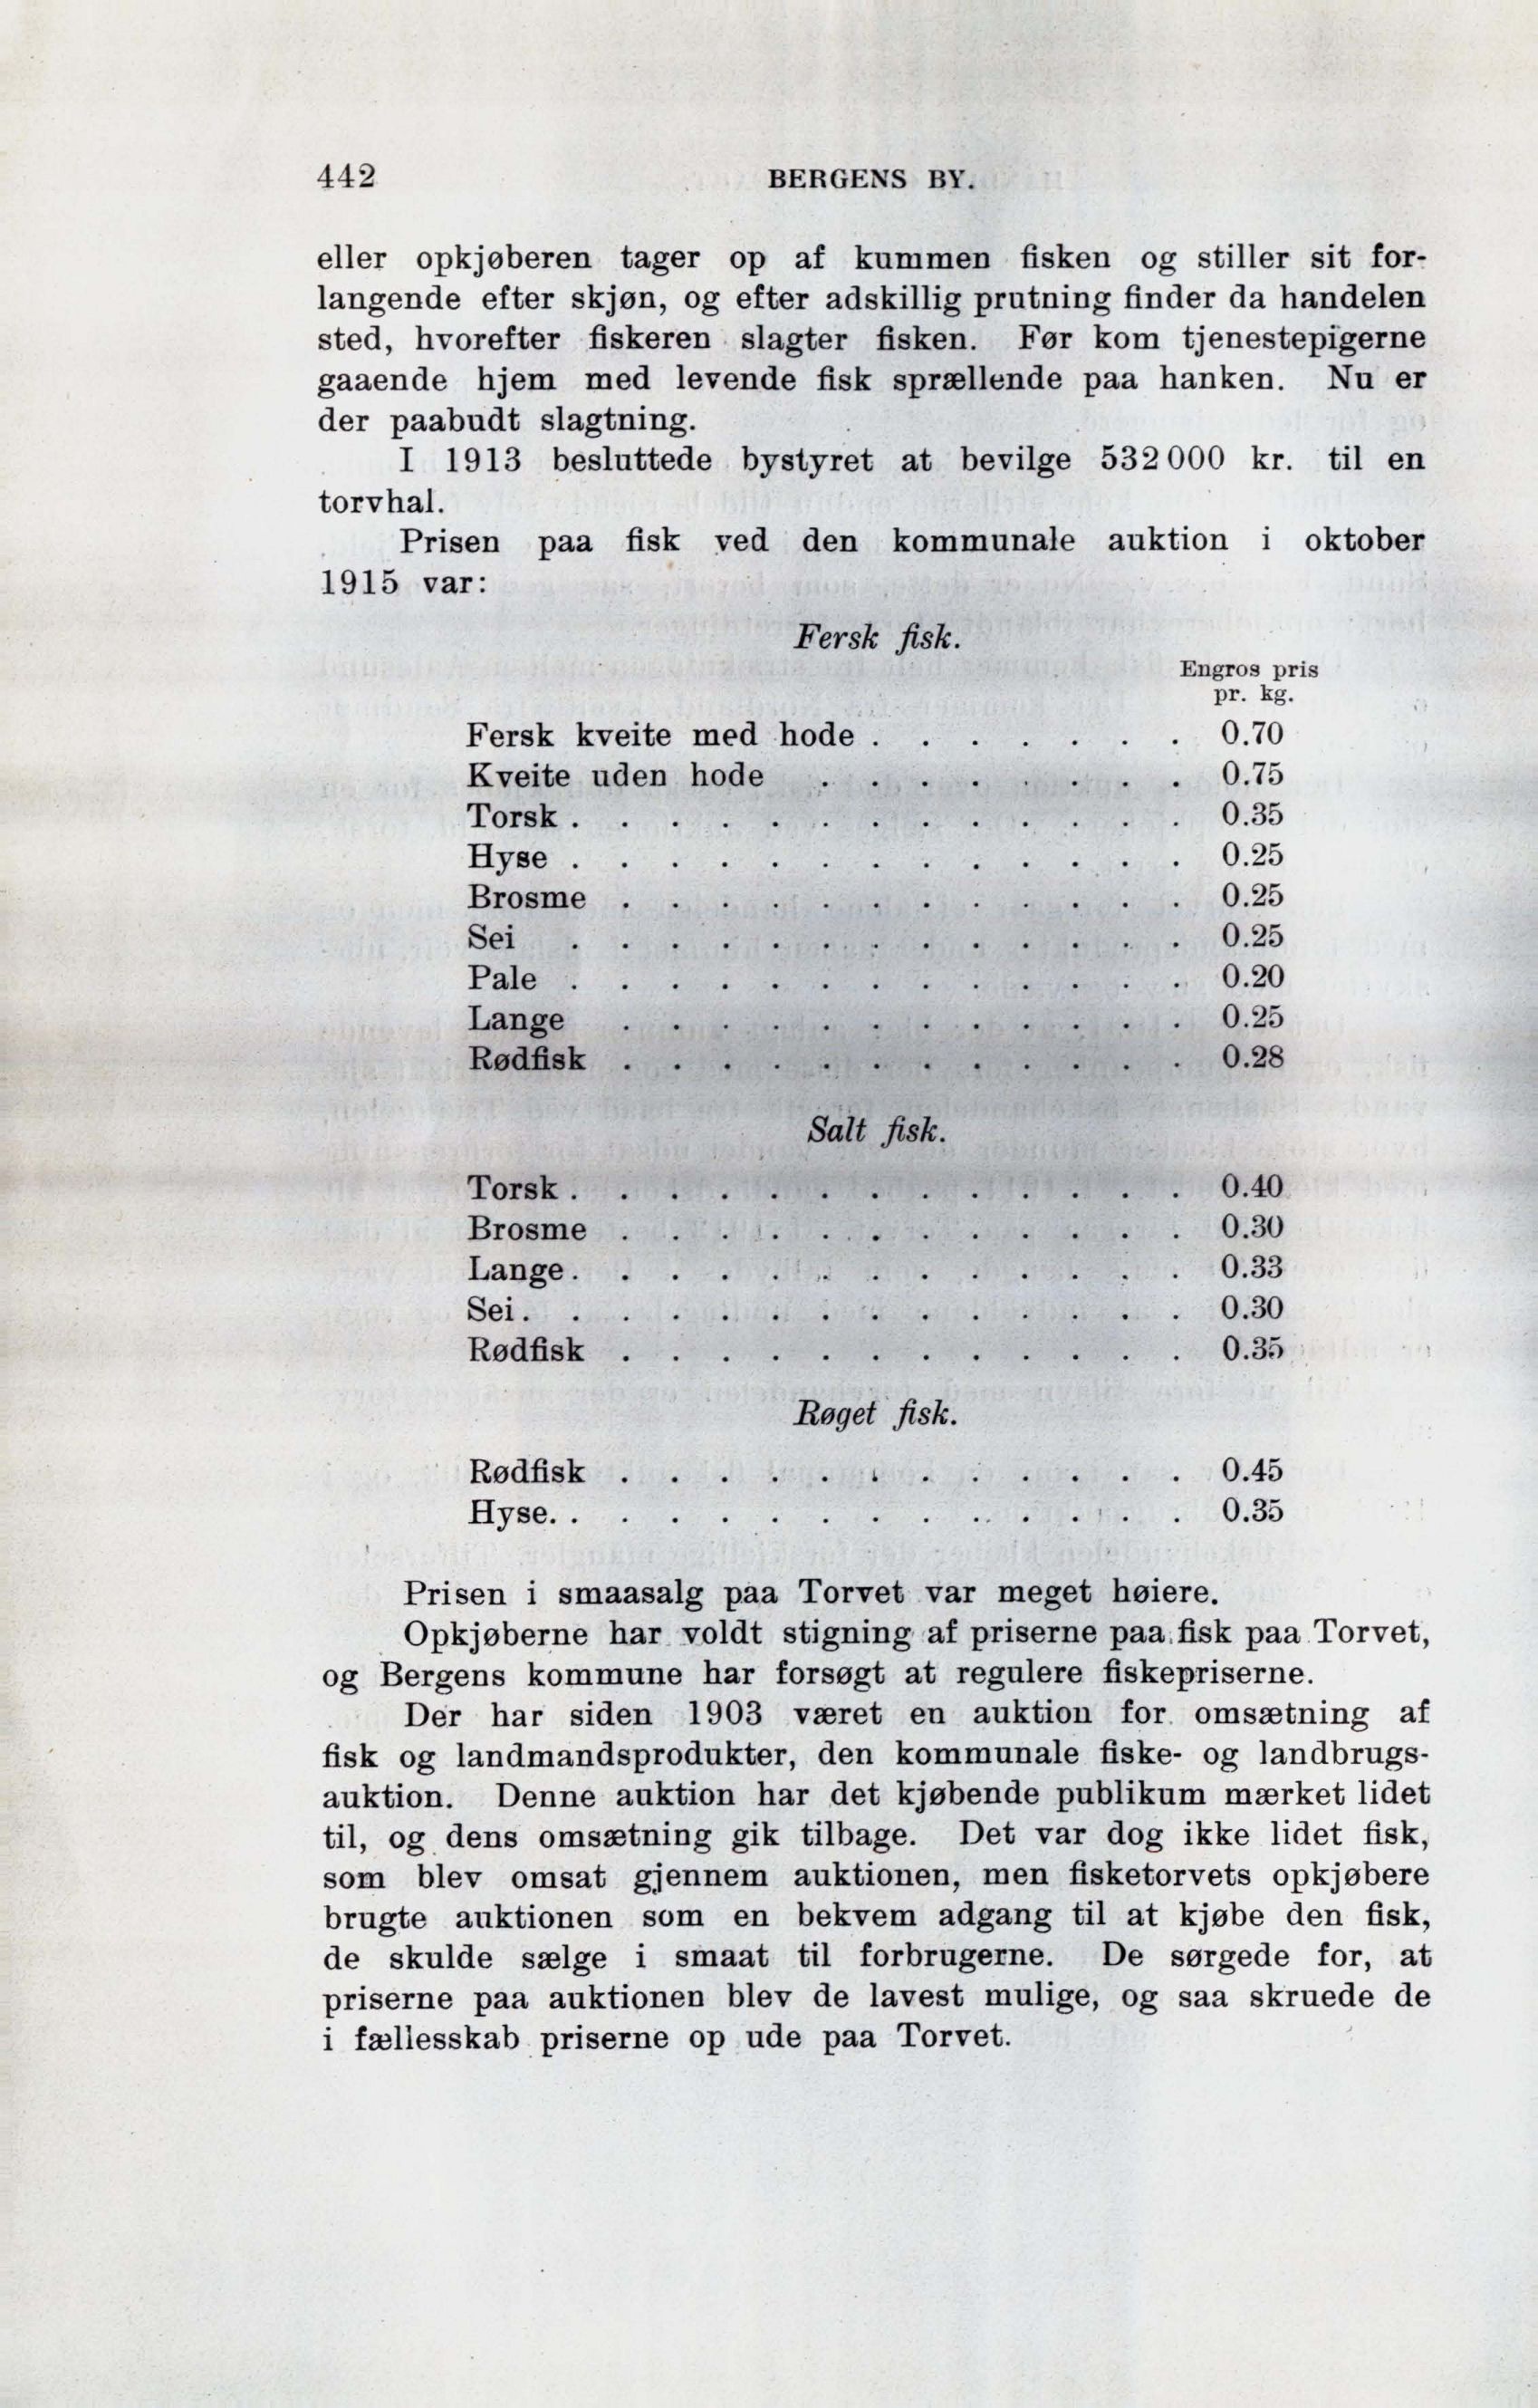 442
BERGENS BY.
eller opkjøberen tager op af kummen fisken og stiller sit for-
langende efter skjøn, og efter adskillig prutning finder da handelen
sted, hvorefter fiskeren slagter fisken. Før kom tjenestepigerne
gaaende hjem med levende fisk sprællende paa hanken. Nu er
der paabudt slagtning.
I 1913 besluttede bystyret at bevilge 532 000 kr. til en
torvhal.
Prisen paa fisk ved den kommunale auktion i oktober
1915 var:
Fersk fisk.
Engros pris
pr. kg.
Fersk kveite med hode . . . . . . . 0.70
Kveite uden hode . . . . . . . . 0.75
Torsk . . . . . . . . . . . . . 0.35
Hyse . . . . . . . . . . . . . 0.25
Brosme . . . . . . . . . . . . 0.25
Sei . . . . . . . . . . . . . 0.25
Pale . . . . . . . . . . . . . 0.20
Lange . . . . . . . . . . . . 0.25
Rødfisk . . . . . . . . . . . . 0.28
Salt fisk.
Torsk . . . . . . . . . . . . . 0.40
Brosme . . . . . . . . . . . . 0.30
Lange . . . . . . . . . . . . . 0.33
Sei . . . . . . . . . . . . . . 0.30
Rødfisk . . . . . . . . . . . . 0.35
Røget fisk.
Rødfisk . . . . . . . . . . . . 0.45
Hyse. . . . . . . . . . . . . . 0.35
Prisen i smaasalg paa Torvet var meget høiere.
Opkjøberne har voldt stigning af priserne paa fisk paa Torvet,
og Bergens kommune har forsøgt at regulere fiskepriserne.
Der har siden 1903 været en auktion for omsætning af
fisk og landmandsprodukter, den kommunale fiske- og landbrugs-
auktion. Denne auktion har det kjøbende publikum mærket lidet
til, og dens omsætning gik tilbage. Det var dog ikke lidet fisk,
som blev omsat gjennem auktionen, men fisketorvets opkjøbere
brugte auktionen som en bekvem adgang til at kjøbe den fisk,
de skulde sælge i smaat til forbrugerne. De sørgede for, at
priserne paa auktionen blev de lavest mulige, og saa skruede de
i fællesskab priserne op ude paa Torvet.